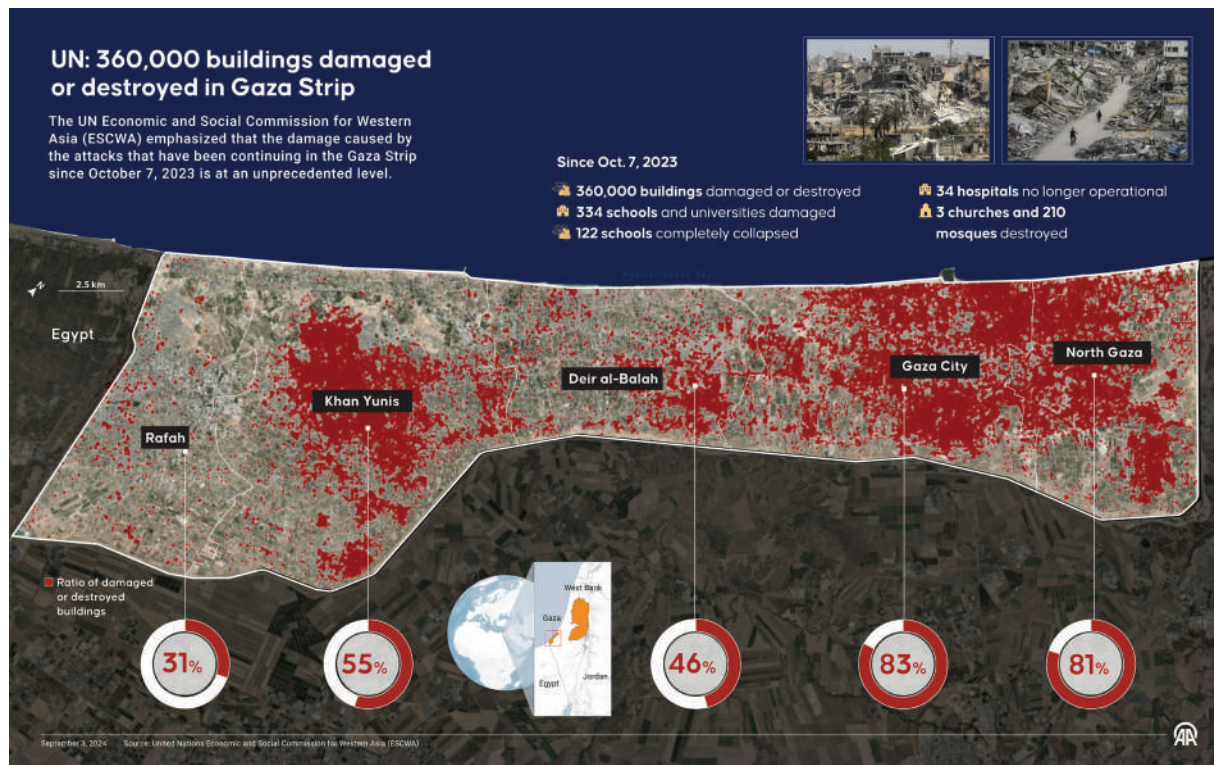 UN: 360,000 buildings damaged
or destroyed in Gaza Strip
The UN Economic and Social Commission for Western
Asia (ESCWA) emphasized that the damage caused by
the attacks that have been continuing in the Gaza Strip
since October 7, 2023 is at an unprecedented level.
Since Oct. 7, 2023
360,000 buildings damaged or destroyed
334 schools and universities damaged
122 schools completely collapsed
34 hospitals no longer operational
3 churches and 210
mosques destroyed
Mediterranean Sea
N
2.5 km
Egypt
Rafah
Khan Yunis
Deir al-Balah
Gaza City
North Gaza
Ratio of damaged
or destroyed
buildings
31%
55%
West Bank
Gaza
Egypt
Jordan
46%
83%
81%
September 3, 2024 Source: United Nations Economic and Social Commission for Western Asia (ESCWA)
AA